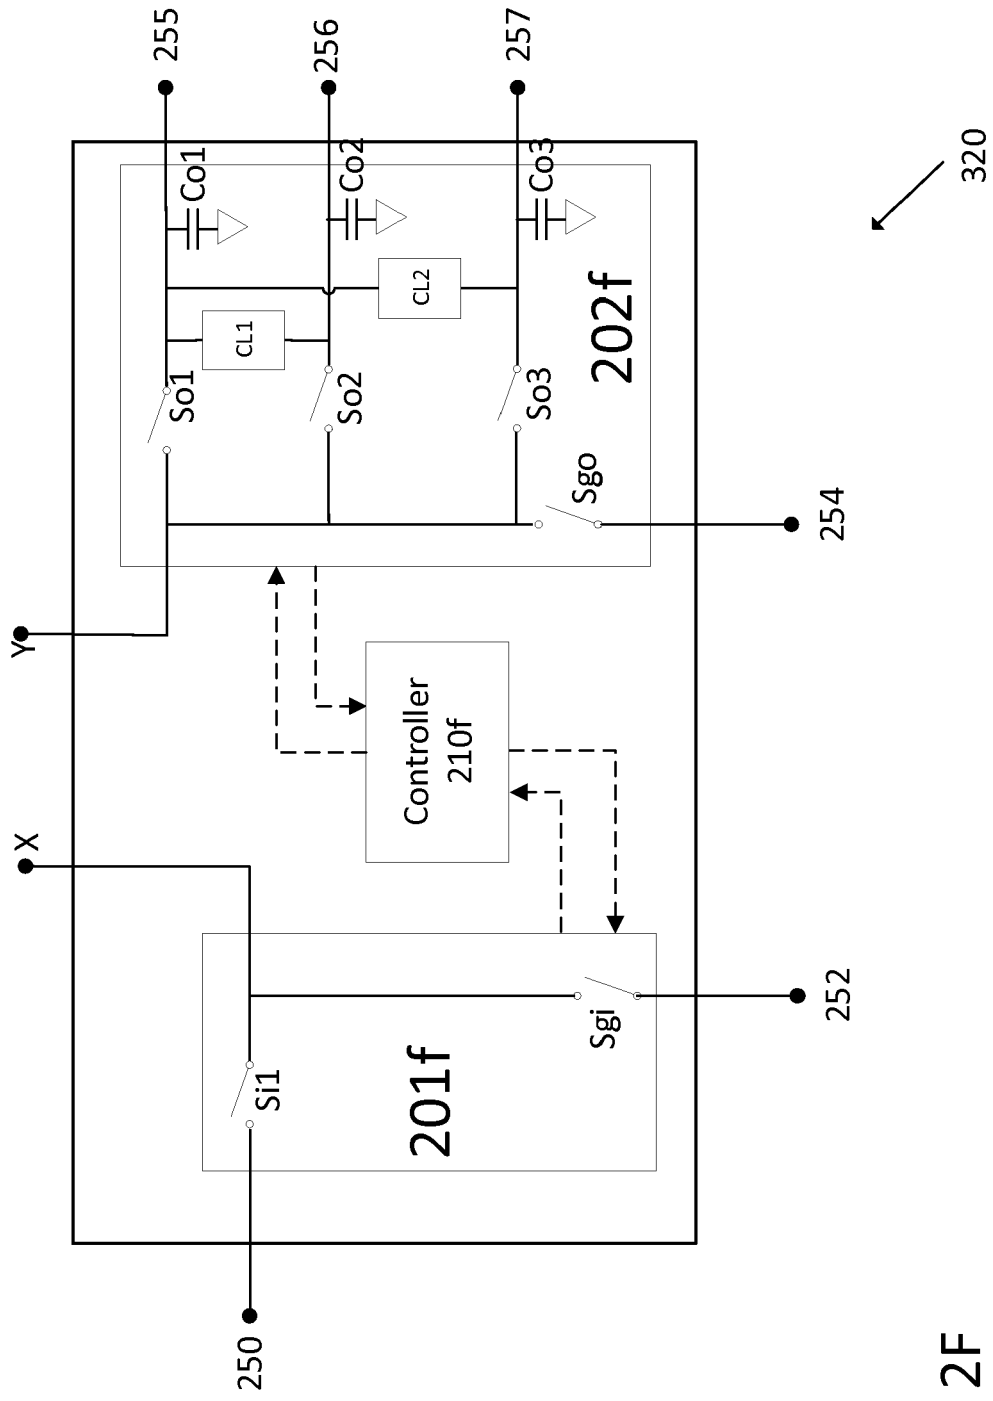 X
Y
250
Si1
201f
Sgi
252
Controller
210f
So1
So2
So3
Sgo
254
CL1
CL2
202f
Co1
Co2
Co3
255
256
257
320
2F